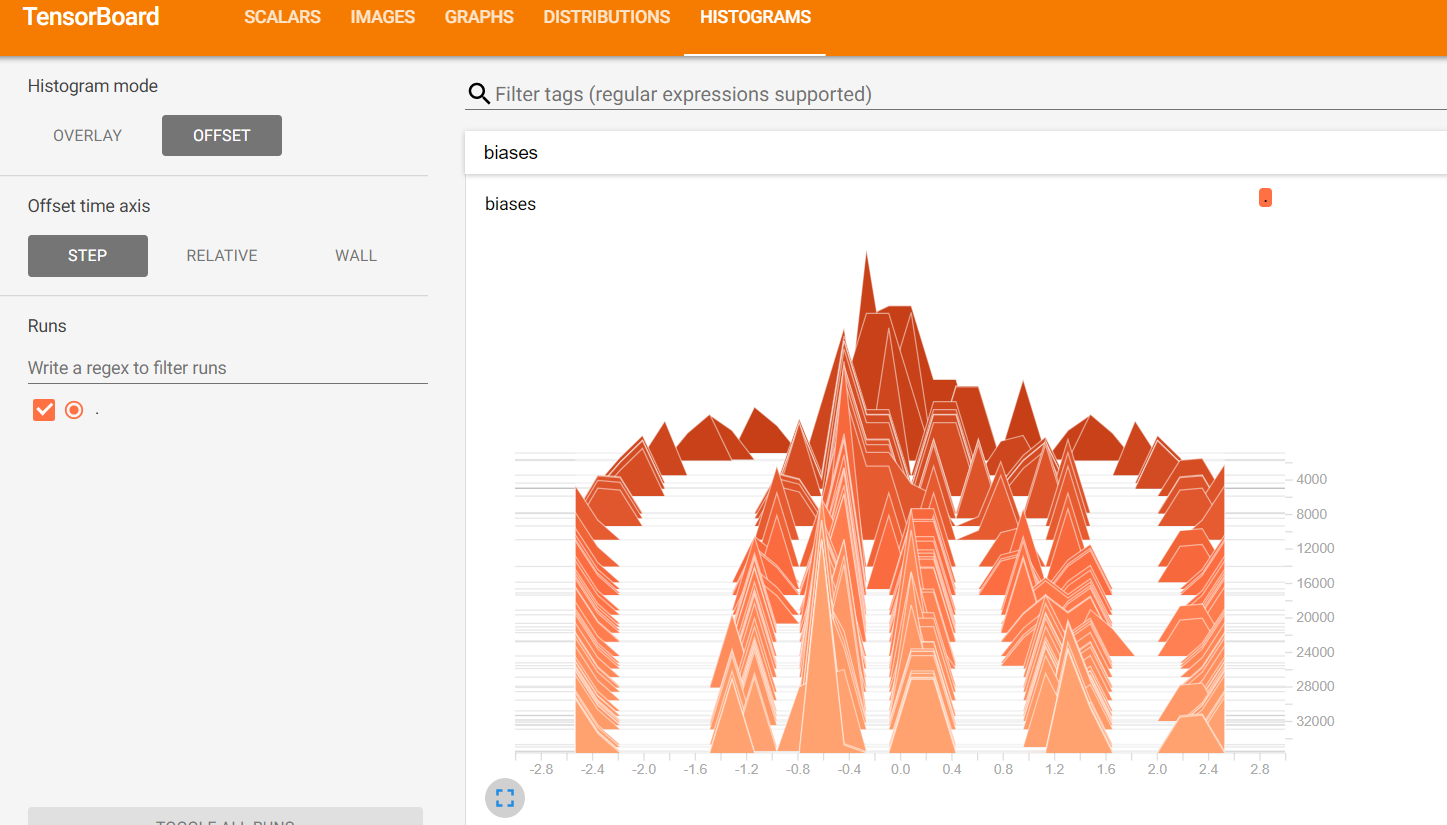 TensorBoard SCALARS IMAGES GRAPHS DISTRIBUTIONS HISTOGRAMS
Histogram mode
OVERLAY OFFSET
Offset time axis
STEP RELATIVE WALL
Runs
Write a regex to filter runs
.
TOGGLE ALL RUNS
Filter tags (regular expressions supported)
biases
biases
.
4000
8000
12000
16000
20000
24000
28000
32000
-2.8 -2.4 -2.0 -1.6 -1.2 -0.8 -0.4 0.0 0.4 0.8 1.2 1.6 2.0 2.4 2.8